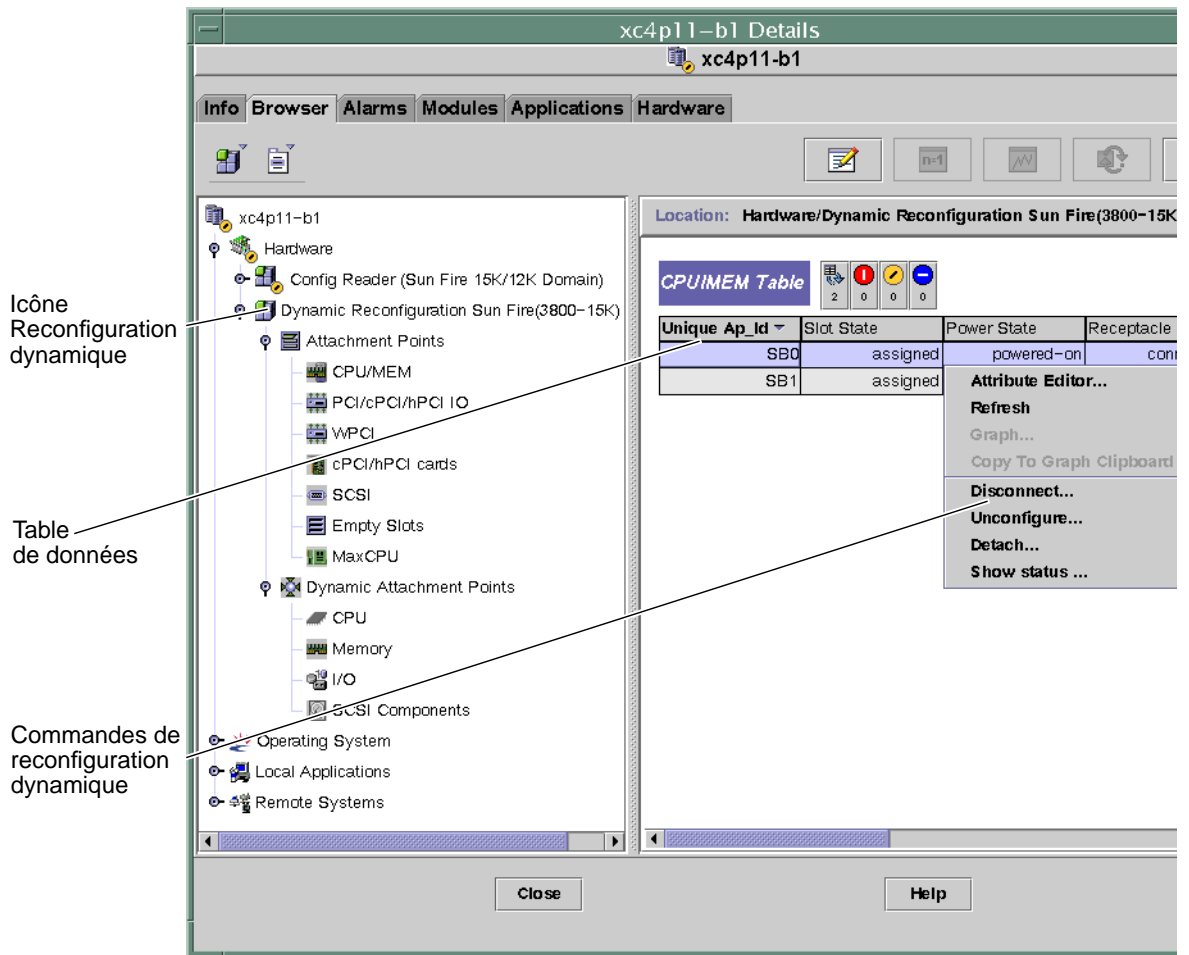 xc4p11-b1 Details
xc4p11-b1
Info Browser Alarms Modules Applications Hardware
n=1
xc4p11-b1
Hardware
Config Reader (Sun Fire 15K/12K Domain)
Dynamic Reconfiguration Sun Fire(3800-15K)
Attachment Points
CPU/MEM
PCI/cPCI/hPCI IO
WPCI
cPCI/hPCI cards
SCSI
Empty Slots
MaxCPU
Dynamic Attachment Points
CPU
Memory
I/O
SCSI Components
Operating System
Local Applications
Remote Systems
Location: Hardware/Dynamic Reconfiguration Sun Fire(3800-15K
CPU/MEM Table
2 0 0 0
Unique Ap_Id Slot State Power State Receptacle
SB0 assigned powered-on conn
SB1 assigned
Attribute Editor...
Refresh
Graph...
Copy To Graph Clipboard
Disconnect...
Unconfigure...
Detach...
Show status ...
Icône
Reconfiguration
dynamique
Table
de données
Commandes de
reconfiguration
dynamique
Close
Help